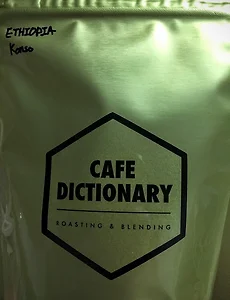 ETHIOPIA
Konso
CAFE
DICTIONARY
ROASTING & BLENDING